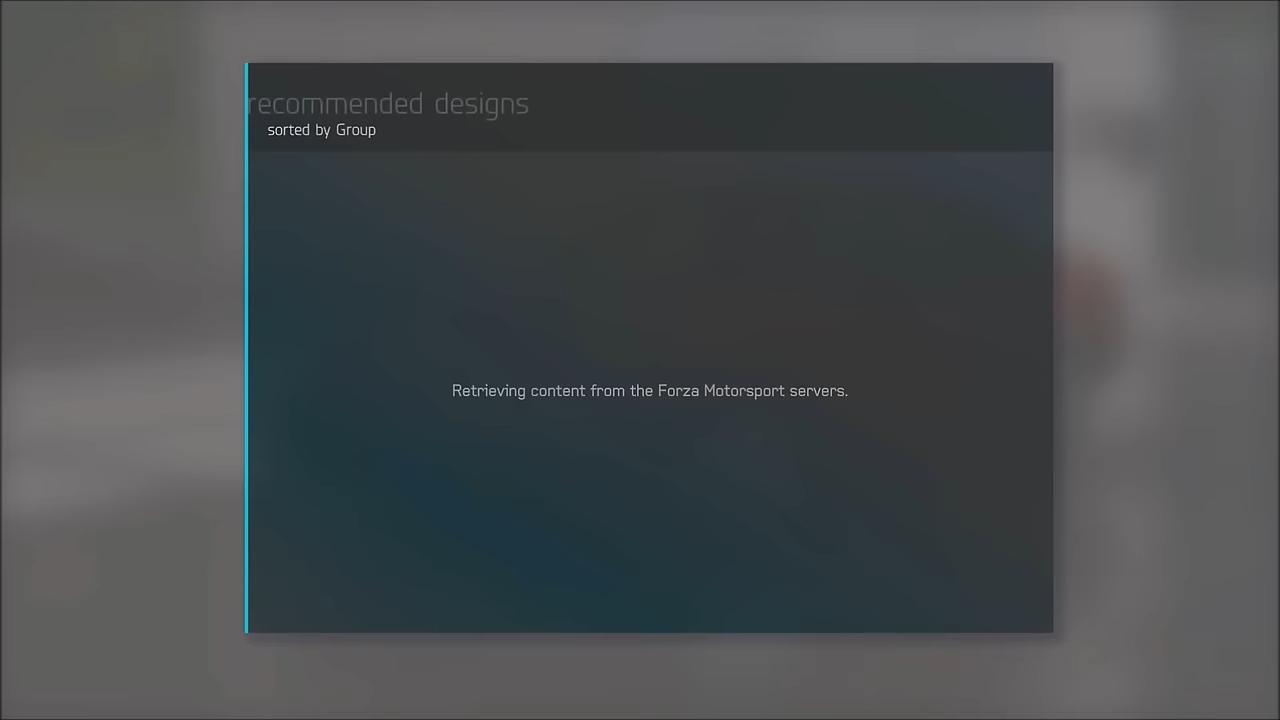 recommended designs
sorted by Group
Retrieving content from the Forza Motorsport servers.